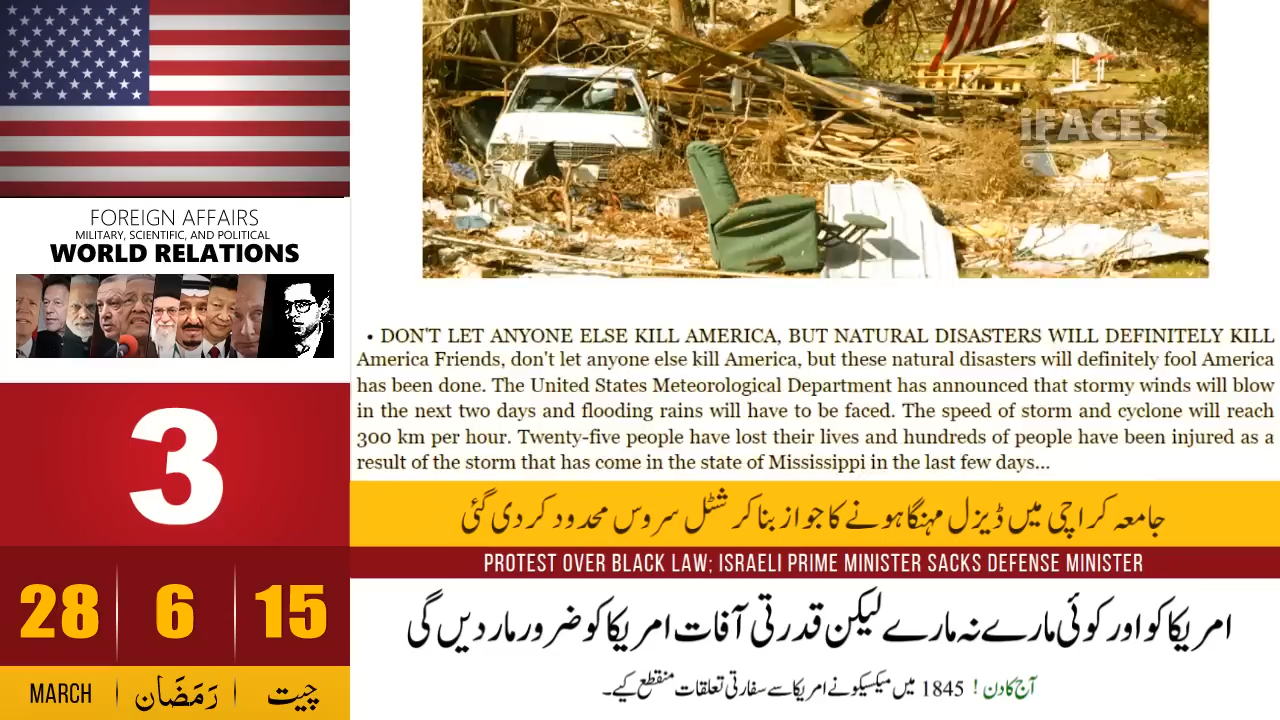 iFACES
FOREIGN AFFAIRS
MILITARY, SCIENTIFIC, AND POLITICAL
WORLD RELATIONS
3
28 6 15
MARCH رَمَضَان چیت
• DON'T LET ANYONE ELSE KILL AMERICA, BUT NATURAL DISASTERS WILL DEFINITELY KILL
America Friends, don't let anyone else kill America, but these natural disasters will definitely fool America
has been done. The United States Meteorological Department has announced that stormy winds will blow
in the next two days and flooding rains will have to be faced. The speed of storm and cyclone will reach
300 km per hour. Twenty-five people have lost their lives and hundreds of people have been injured as a
result of the storm that has come in the state of Mississippi in the last few days...
جامعہ کراچی میں ڈیزل مہنگا ہونے کا جواز بنا کر شٹل سروس محدود کر دی گئی
PROTEST OVER BLACK LAW; ISRAELI PRIME MINISTER SACKS DEFENSE MINISTER
امریکا کو اور کوئی مارے نہ مارے لیکن قدرتی آفات امریکا کو ضرور مار دیں گی
آج کا دن ! 1845 میں میکسیکو نے امریکا سے سفارتی تعلقات منقطع کیے۔